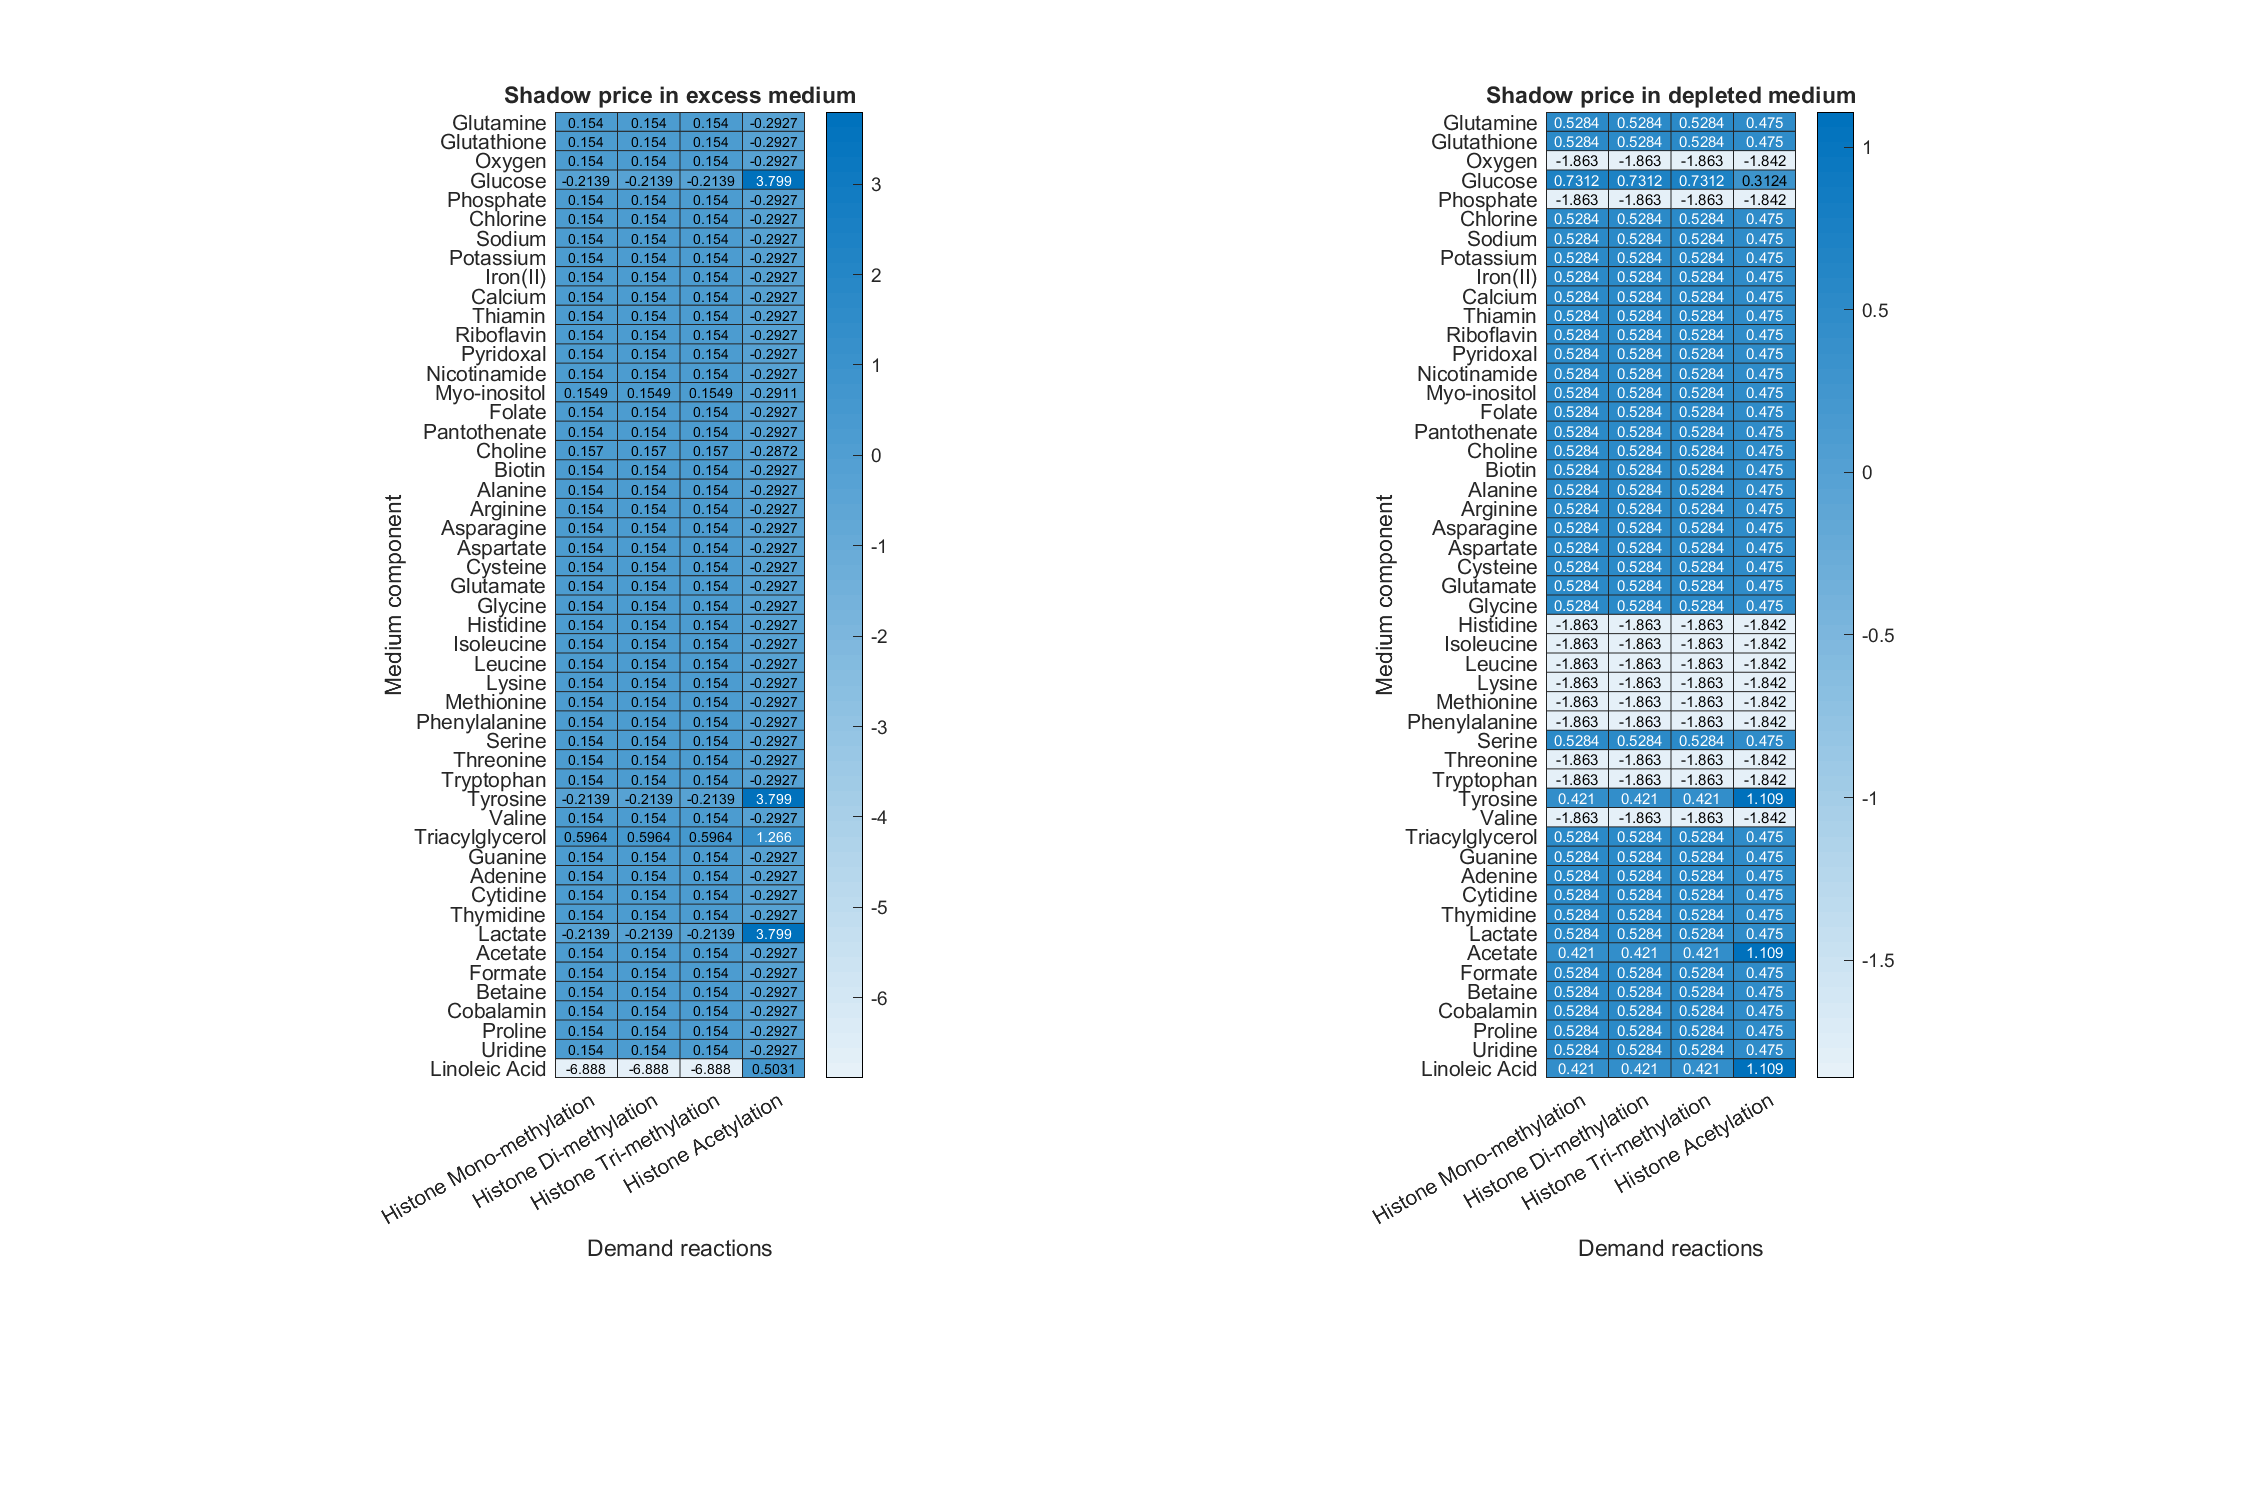 Shadow price in excess medium
Glutamine 0.154 0.154 0.154 -0.2927
Glutathione 0.154 0.154 0.154 -0.2927
Oxygen 0.154 0.154 0.154 -0.2927
Glucose -0.2139 -0.2139 -0.2139 3.799
Phosphate 0.154 0.154 0.154 -0.2927
Chlorine 0.154 0.154 0.154 -0.2927
Sodium 0.154 0.154 0.154 -0.2927
Potassium 0.154 0.154 0.154 -0.2927
Iron(II) 0.154 0.154 0.154 -0.2927
Calcium 0.154 0.154 0.154 -0.2927
Thiamin 0.154 0.154 0.154 -0.2927
Riboflavin 0.154 0.154 0.154 -0.2927
Pyridoxal 0.154 0.154 0.154 -0.2927
Nicotinamide 0.154 0.154 0.154 -0.2927
Myo-inositol 0.1549 0.1549 0.1549 -0.2911
Folate 0.154 0.154 0.154 -0.2927
Pantothenate 0.154 0.154 0.154 -0.2927
Choline 0.157 0.157 0.157 -0.2872
Biotin 0.154 0.154 0.154 -0.2927
Alanine 0.154 0.154 0.154 -0.2927
Arginine 0.154 0.154 0.154 -0.2927
Asparagine 0.154 0.154 0.154 -0.2927
Aspartate 0.154 0.154 0.154 -0.2927
Cysteine 0.154 0.154 0.154 -0.2927
Glutamate 0.154 0.154 0.154 -0.2927
Glycine 0.154 0.154 0.154 -0.2927
Histidine 0.154 0.154 0.154 -0.2927
Isoleucine 0.154 0.154 0.154 -0.2927
Leucine 0.154 0.154 0.154 -0.2927
Lysine 0.154 0.154 0.154 -0.2927
Methionine 0.154 0.154 0.154 -0.2927
Phenylalanine 0.154 0.154 0.154 -0.2927
Serine 0.154 0.154 0.154 -0.2927
Threonine 0.154 0.154 0.154 -0.2927
Tryptophan 0.154 0.154 0.154 -0.2927
Tyrosine -0.2139 -0.2139 -0.2139 3.799
Valine 0.154 0.154 0.154 -0.2927
Triacylglycerol 0.5964 0.5964 0.5964 1.266
Guanine 0.154 0.154 0.154 -0.2927
Adenine 0.154 0.154 0.154 -0.2927
Cytidine 0.154 0.154 0.154 -0.2927
Thymidine 0.154 0.154 0.154 -0.2927
Lactate -0.2139 -0.2139 -0.2139 3.799
Acetate 0.154 0.154 0.154 -0.2927
Formate 0.154 0.154 0.154 -0.2927
Betaine 0.154 0.154 0.154 -0.2927
Cobalamin 0.154 0.154 0.154 -0.2927
Proline 0.154 0.154 0.154 -0.2927
Uridine 0.154 0.154 0.154 -0.2927
Linoleic Acid -6.888 -6.888 -6.888 0.5031
Medium component
3
2
1
0
-1
-2
-3
-4
-5
-6
Histone Mono-methylation
Histone Di-methylation
Histone Tri-methylation
Histone Acetylation
Demand reactions
Shadow price in depleted medium
Glutamine 0.5284 0.5284 0.5284 0.475
Glutathione 0.5284 0.5284 0.5284 0.475
Oxygen -1.863 -1.863 -1.863 -1.842
Glucose 0.7312 0.7312 0.7312 0.3124
Phosphate -1.863 -1.863 -1.863 -1.842
Chlorine 0.5284 0.5284 0.5284 0.475
Sodium 0.5284 0.5284 0.5284 0.475
Potassium 0.5284 0.5284 0.5284 0.475
Iron(II) 0.5284 0.5284 0.5284 0.475
Calcium 0.5284 0.5284 0.5284 0.475
Thiamin 0.5284 0.5284 0.5284 0.475
Riboflavin 0.5284 0.5284 0.5284 0.475
Pyridoxal 0.5284 0.5284 0.5284 0.475
Nicotinamide 0.5284 0.5284 0.5284 0.475
Myo-inositol 0.5284 0.5284 0.5284 0.475
Folate 0.5284 0.5284 0.5284 0.475
Pantothenate 0.5284 0.5284 0.5284 0.475
Choline 0.5284 0.5284 0.5284 0.475
Biotin 0.5284 0.5284 0.5284 0.475
Alanine 0.5284 0.5284 0.5284 0.475
Arginine 0.5284 0.5284 0.5284 0.475
Asparagine 0.5284 0.5284 0.5284 0.475
Aspartate 0.5284 0.5284 0.5284 0.475
Cysteine 0.5284 0.5284 0.5284 0.475
Glutamate 0.5284 0.5284 0.5284 0.475
Glycine 0.5284 0.5284 0.5284 0.475
Histidine -1.863 -1.863 -1.863 -1.842
Isoleucine -1.863 -1.863 -1.863 -1.842
Leucine -1.863 -1.863 -1.863 -1.842
Lysine -1.863 -1.863 -1.863 -1.842
Methionine -1.863 -1.863 -1.863 -1.842
Phenylalanine -1.863 -1.863 -1.863 -1.842
Serine 0.5284 0.5284 0.5284 0.475
Threonine -1.863 -1.863 -1.863 -1.842
Tryptophan -1.863 -1.863 -1.863 -1.842
Tyrosine 0.421 0.421 0.421 1.109
Valine -1.863 -1.863 -1.863 -1.842
Triacylglycerol 0.5284 0.5284 0.5284 0.475
Guanine 0.5284 0.5284 0.5284 0.475
Adenine 0.5284 0.5284 0.5284 0.475
Cytidine 0.5284 0.5284 0.5284 0.475
Thymidine 0.5284 0.5284 0.5284 0.475
Lactate 0.5284 0.5284 0.5284 0.475
Acetate 0.421 0.421 0.421 1.109
Formate 0.5284 0.5284 0.5284 0.475
Betaine 0.5284 0.5284 0.5284 0.475
Cobalamin 0.5284 0.5284 0.5284 0.475
Proline 0.5284 0.5284 0.5284 0.475
Uridine 0.5284 0.5284 0.5284 0.475
Linoleic Acid 0.421 0.421 0.421 1.109
Medium component
1
0.5
0
-0.5
-1
-1.5
Histone Mono-methylation
Histone Di-methylation
Histone Tri-methylation
Histone Acetylation
Demand reactions